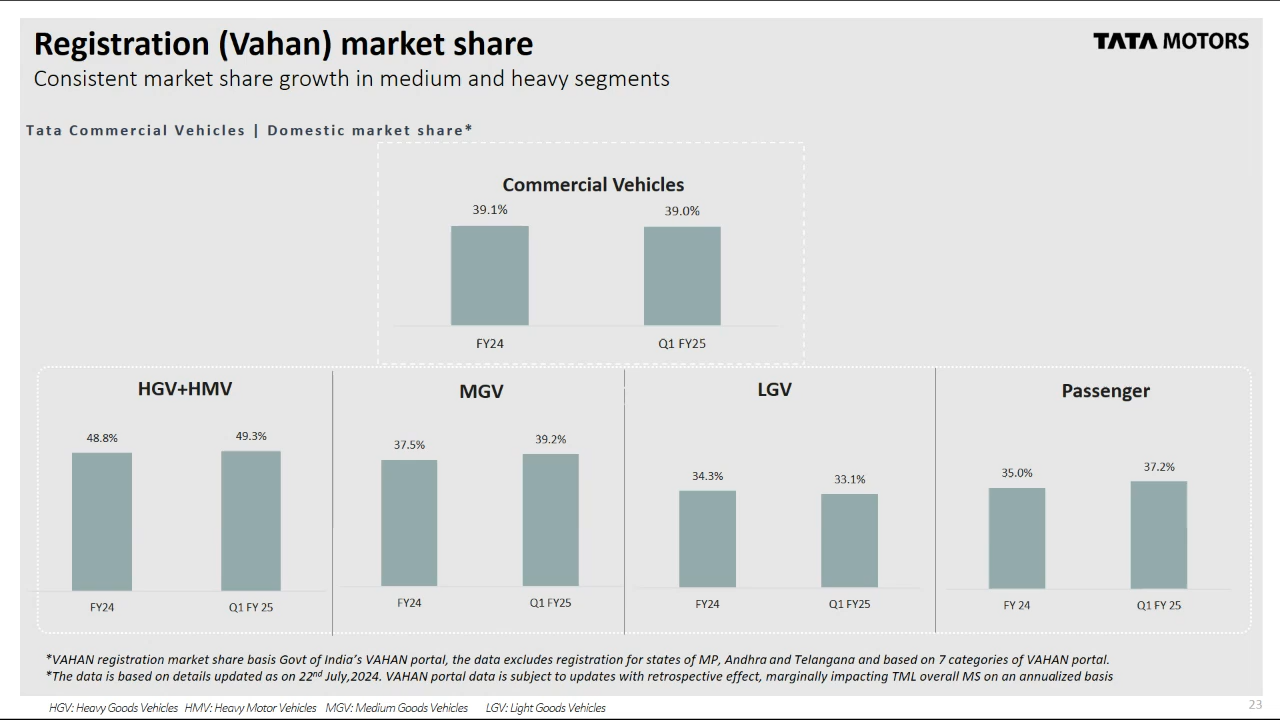 Registration (Vahan) market share
TATA MOTORS
Consistent market share growth in medium and heavy segments
Tata Commercial Vehicles | Domestic market share*
Commercial Vehicles
39.1% 39.0%
FY24 Q1 FY25
HGV+HMV
48.8% 49.3%
FY24 Q1 FY 25
MGV
37.5% 39.2%
FY24 Q1 FY25
LGV
34.3% 33.1%
FY24 Q1 FY25
Passenger
35.0% 37.2%
FY 24 Q1 FY 25
*VAHAN registration market share basis Govt of India’s VAHAN portal, the data excludes registration for states of MP, Andhra and Telangana and based on 7 categories of VAHAN portal.
*The data is based on details updated as on 22nd July,2024. VAHAN portal data is subject to updates with retrospective effect, marginally impacting TML overall MS on an annualized basis
HGV: Heavy Goods Vehicles HMV: Heavy Motor Vehicles MGV: Medium Goods Vehicles LGV: Light Goods Vehicles
23